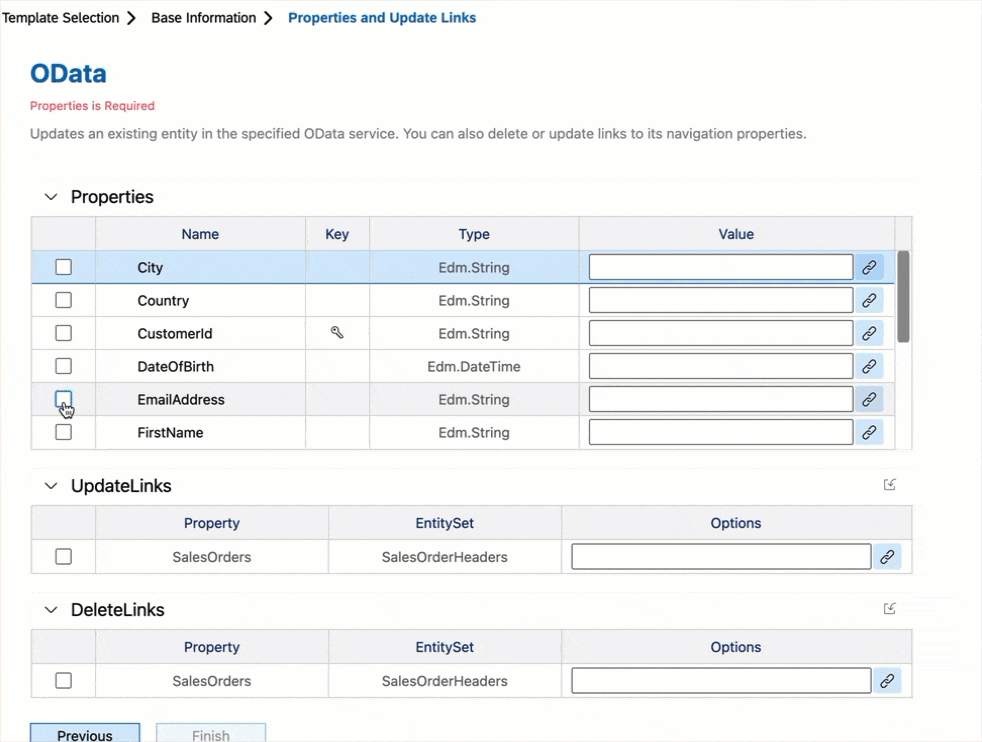 Template Selection > Base Information > Properties and Update Links
OData
Properties is Required
Updates an existing entity in the specified OData service. You can also delete or update links to its navigation properties.
Properties
Name Key Type Value
City Edm.String
Country Edm.String
CustomerId Edm.String
DateOfBirth Edm.DateTime
EmailAddress Edm.String
FirstName Edm.String
UpdateLinks
Property EntitySet Options
SalesOrders SalesOrderHeaders
DeleteLinks
Property EntitySet Options
SalesOrders SalesOrderHeaders
Previous Finish